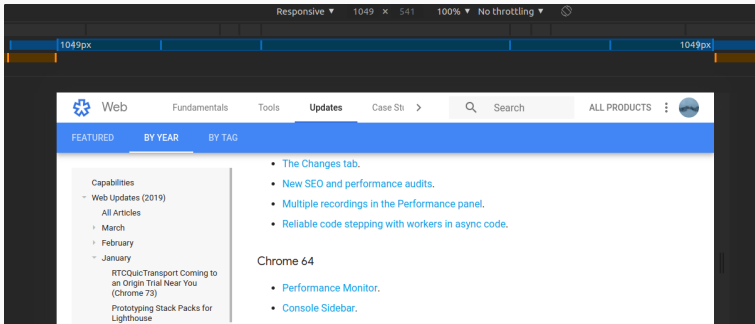 Responsive ▼ 1049 × 541 100% ▼ No throttling ▼
1049px 1049px
Web Fundamentals Tools Updates Case Stu > Search ALL PRODUCTS
FEATURED BY YEAR BY TAG
Capabilities
Web Updates (2019)
All Articles
March
February
January
RTCQuicTransport Coming to
an Origin Trial Near You
(Chrome 73)
Prototyping Stack Packs for
Lighthouse
• The Changes tab.
• New SEO and performance audits.
• Multiple recordings in the Performance panel.
• Reliable code stepping with workers in async code.
Chrome 64
• Performance Monitor.
• Console Sidebar.